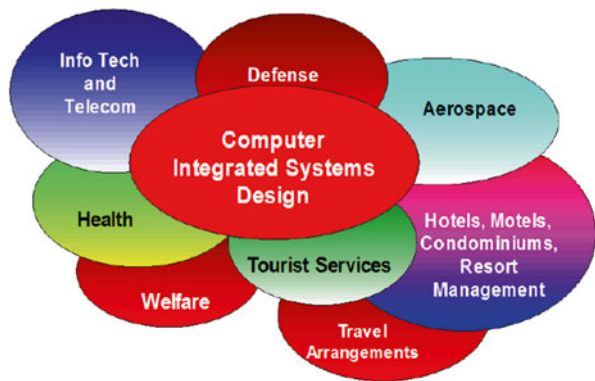 Info Tech
and
Telecom
Defense
Aerospace
Computer
Integrated Systems
Design
Health
Hotels, Motels,
Condominiums,
Resort
Management
Tourist Services
Welfare
Travel
Arrangements